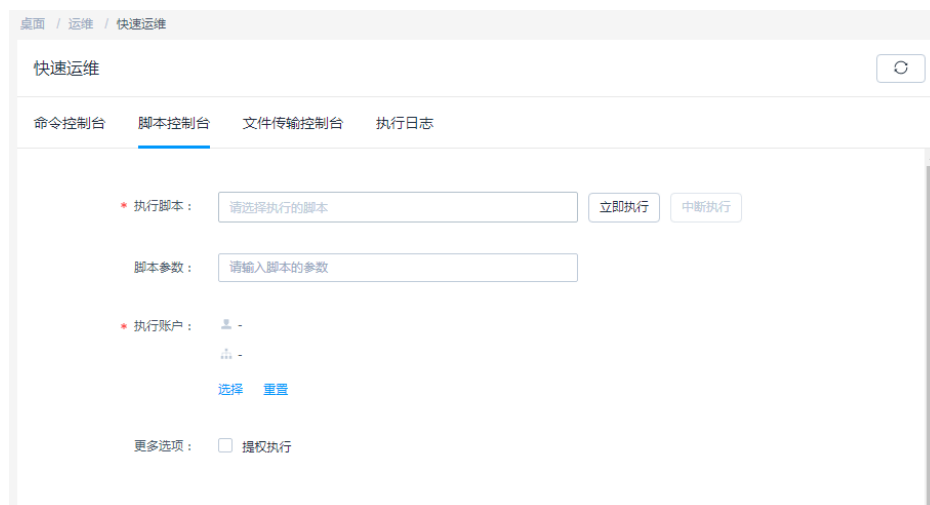 桌面 / 运维 / 快速运维
快速运维
命令控制台 脚本控制台 文件传输控制台 执行日志
* 执行脚本： 请选择执行的脚本 立即执行 中断执行
脚本参数： 请输入脚本的参数
* 执行账户： -
-
选择 重置
更多选项： 提权执行